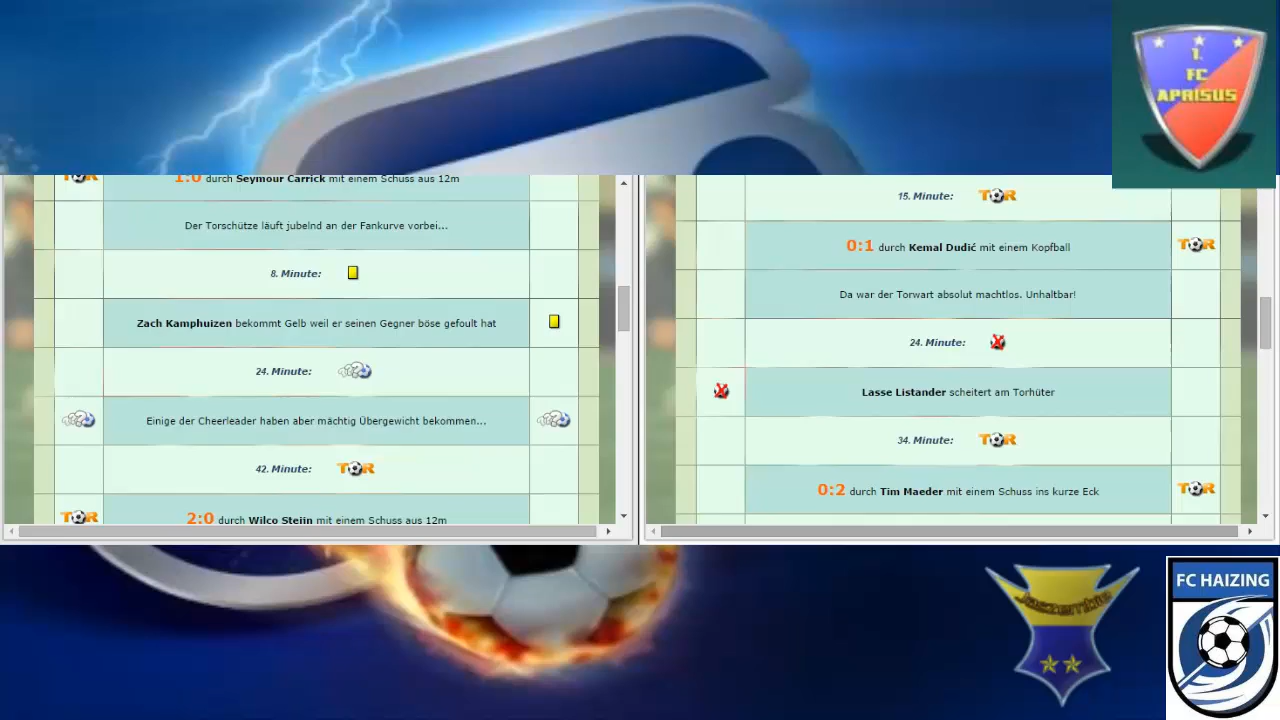 1:0 durch Seymour Carrick mit einem Schuss aus 12m
Der Torschütze läuft jubelnd an der Fankurve vorbei...
8. Minute:
Zach Kamphuizen bekommt Gelb weil er seinen Gegner böse gefoult hat
24. Minute:
Einige der Cheerleader haben aber mächtig Übergewicht bekommen...
42. Minute: TOR
TOR 2:0 durch Wilco Steijn mit einem Schuss aus 12m
15. Minute: TOR
0:1 durch Kemal Dudić mit einem Kopfball TOR
Da war der Torwart absolut machtlos. Unhaltbar!
24. Minute:
Lasse Listander scheitert am Torhüter
34. Minute: TOR
0:2 durch Tim Maeder mit einem Schuss ins kurze Eck TOR
1.
FC
APRISUS
FC HAIZING